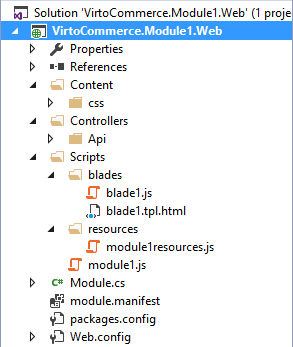 Solution 'VirtoCommerce.Module1.Web' (1 proje
VirtoCommerce.Module1.Web
Properties
References
Content
css
Controllers
Api
Scripts
blades
blade1.js
blade1.tpl.html
resources
module1resources.js
module1.js
C# Module.cs
module.manifest
packages.config
Web.config